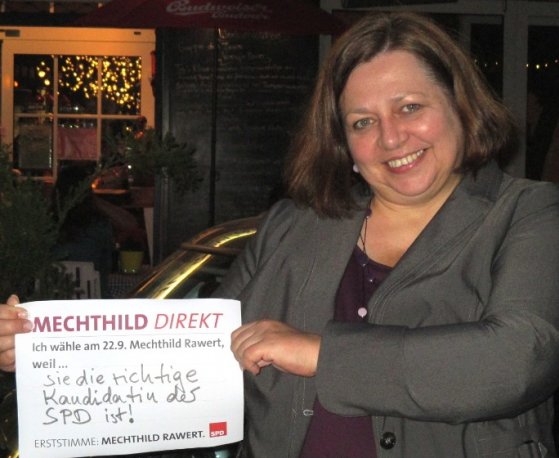 Budweiser
Budvar
MECHTHILD DIREKT
Ich wähle am 22.9. Mechthild Rawert,
weil ...
sie die richtige
Kandidatin der
SPD ist!
ERSTSTIMME: MECHTHILD RAWERT. SPD